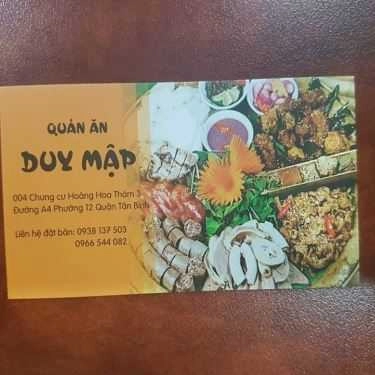 QUÁN ĂN
DUY MẬP
004 Chung cư Hoàng Hoa Thám 3
Đường A4 Phường 12 Quận Tân Bình
Liên hệ đặt bàn: 0938 137 503
0966 544 082